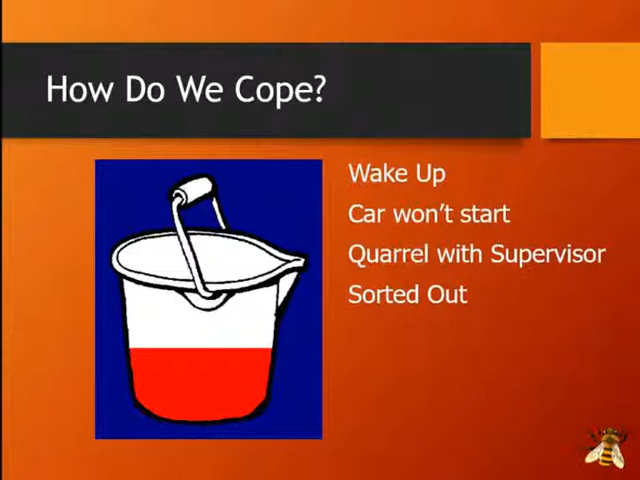 How Do We Cope?
Wake Up
Car won't start
Quarrel with Supervisor
Sorted Out